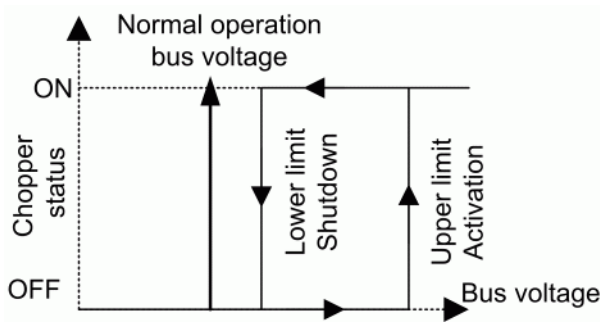 Normal operation
bus voltage
ON
Chopper
status
Lower limit
Shutdown
Upper limit
Activation
OFF
Bus voltage